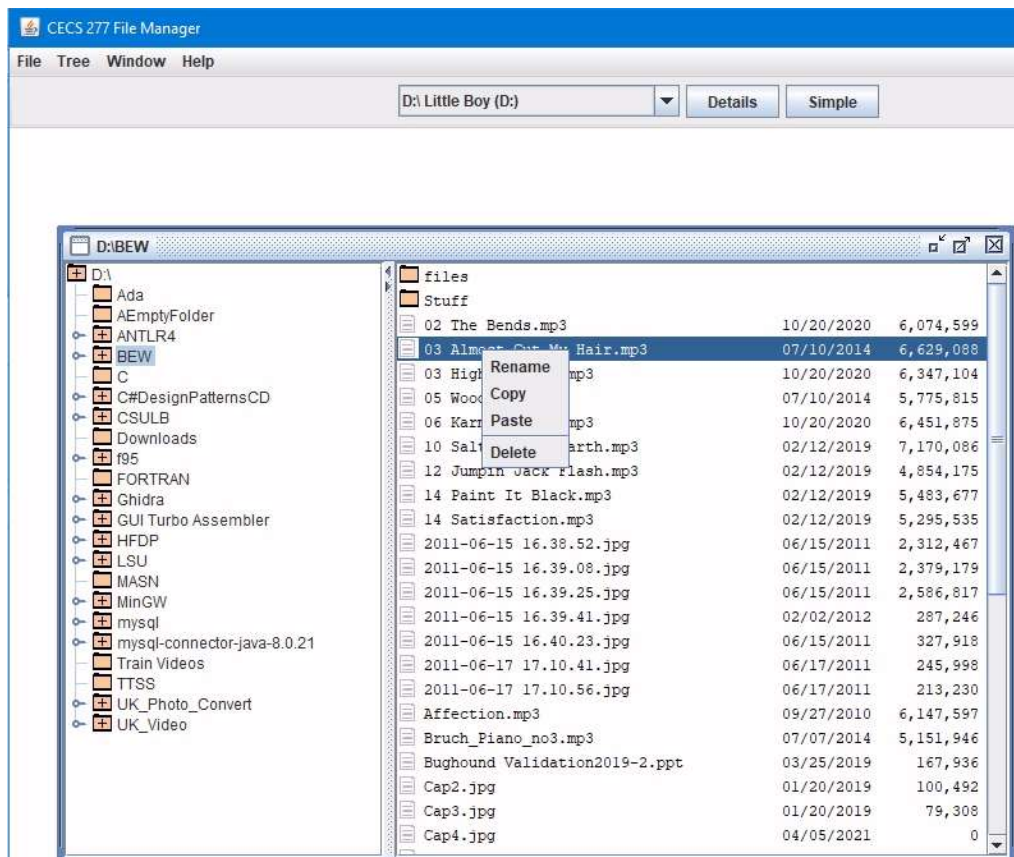 CECS 277 File Manager
File Tree Window Help
D:\ Little Boy (D:) Details Simple
D:\BEW
D:\
Ada
AEmptyFolder
ANTLR4
BEW
C
C#DesignPatternsCD
CSULB
Downloads
f95
FORTRAN
Ghidra
GUI Turbo Assembler
HFDP
LSU
MASN
MinGW
mysql
mysql-connector-java-8.0.21
Train Videos
TTSS
UK_Photo_Convert
UK_Video
files
Stuff
02 The Bends.mp3 10/20/2020 6,074,599
03 Almost Cut My Hair.mp3 07/10/2014 6,629,088
03 High mp3 10/20/2020 6,347,104
05 Wood 07/10/2014 5,775,815
06 Karm mp3 10/20/2020 6,451,875
10 Salt arth.mp3 02/12/2019 7,170,086
12 Jumpin Jack Flash.mp3 02/12/2019 4,854,175
14 Paint It Black.mp3 02/12/2019 5,483,677
14 Satisfaction.mp3 02/12/2019 5,295,535
2011-06-15 16.38.52.jpg 06/15/2011 2,312,467
2011-06-15 16.39.08.jpg 06/15/2011 2,379,179
2011-06-15 16.39.25.jpg 06/15/2011 2,586,817
2011-06-15 16.39.41.jpg 02/02/2012 287,246
2011-06-15 16.40.23.jpg 06/15/2011 327,918
2011-06-17 17.10.41.jpg 06/17/2011 245,998
2011-06-17 17.10.56.jpg 06/17/2011 213,230
Affection.mp3 09/27/2010 6,147,597
Bruch_Piano_no3.mp3 07/07/2014 5,151,946
Bughound Validation2019-2.ppt 03/25/2019 167,936
Cap2.jpg 01/20/2019 100,492
Cap3.jpg 01/20/2019 79,308
Cap4.jpg 04/05/2021 0
Rename
Copy
Paste
Delete